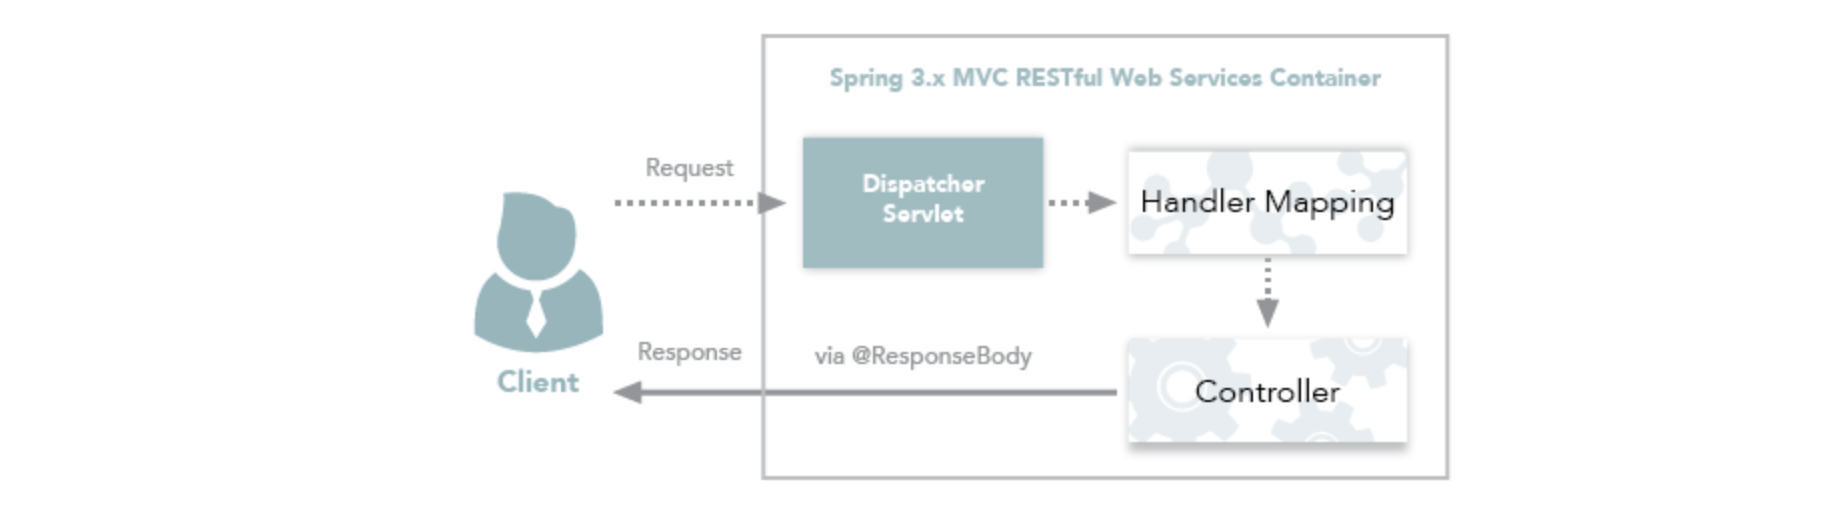 Spring 3.x MVC RESTful Web Services Container
Request
Dispatcher
Servlet
Handler Mapping
Response
via @ResponseBody
Controller
Client